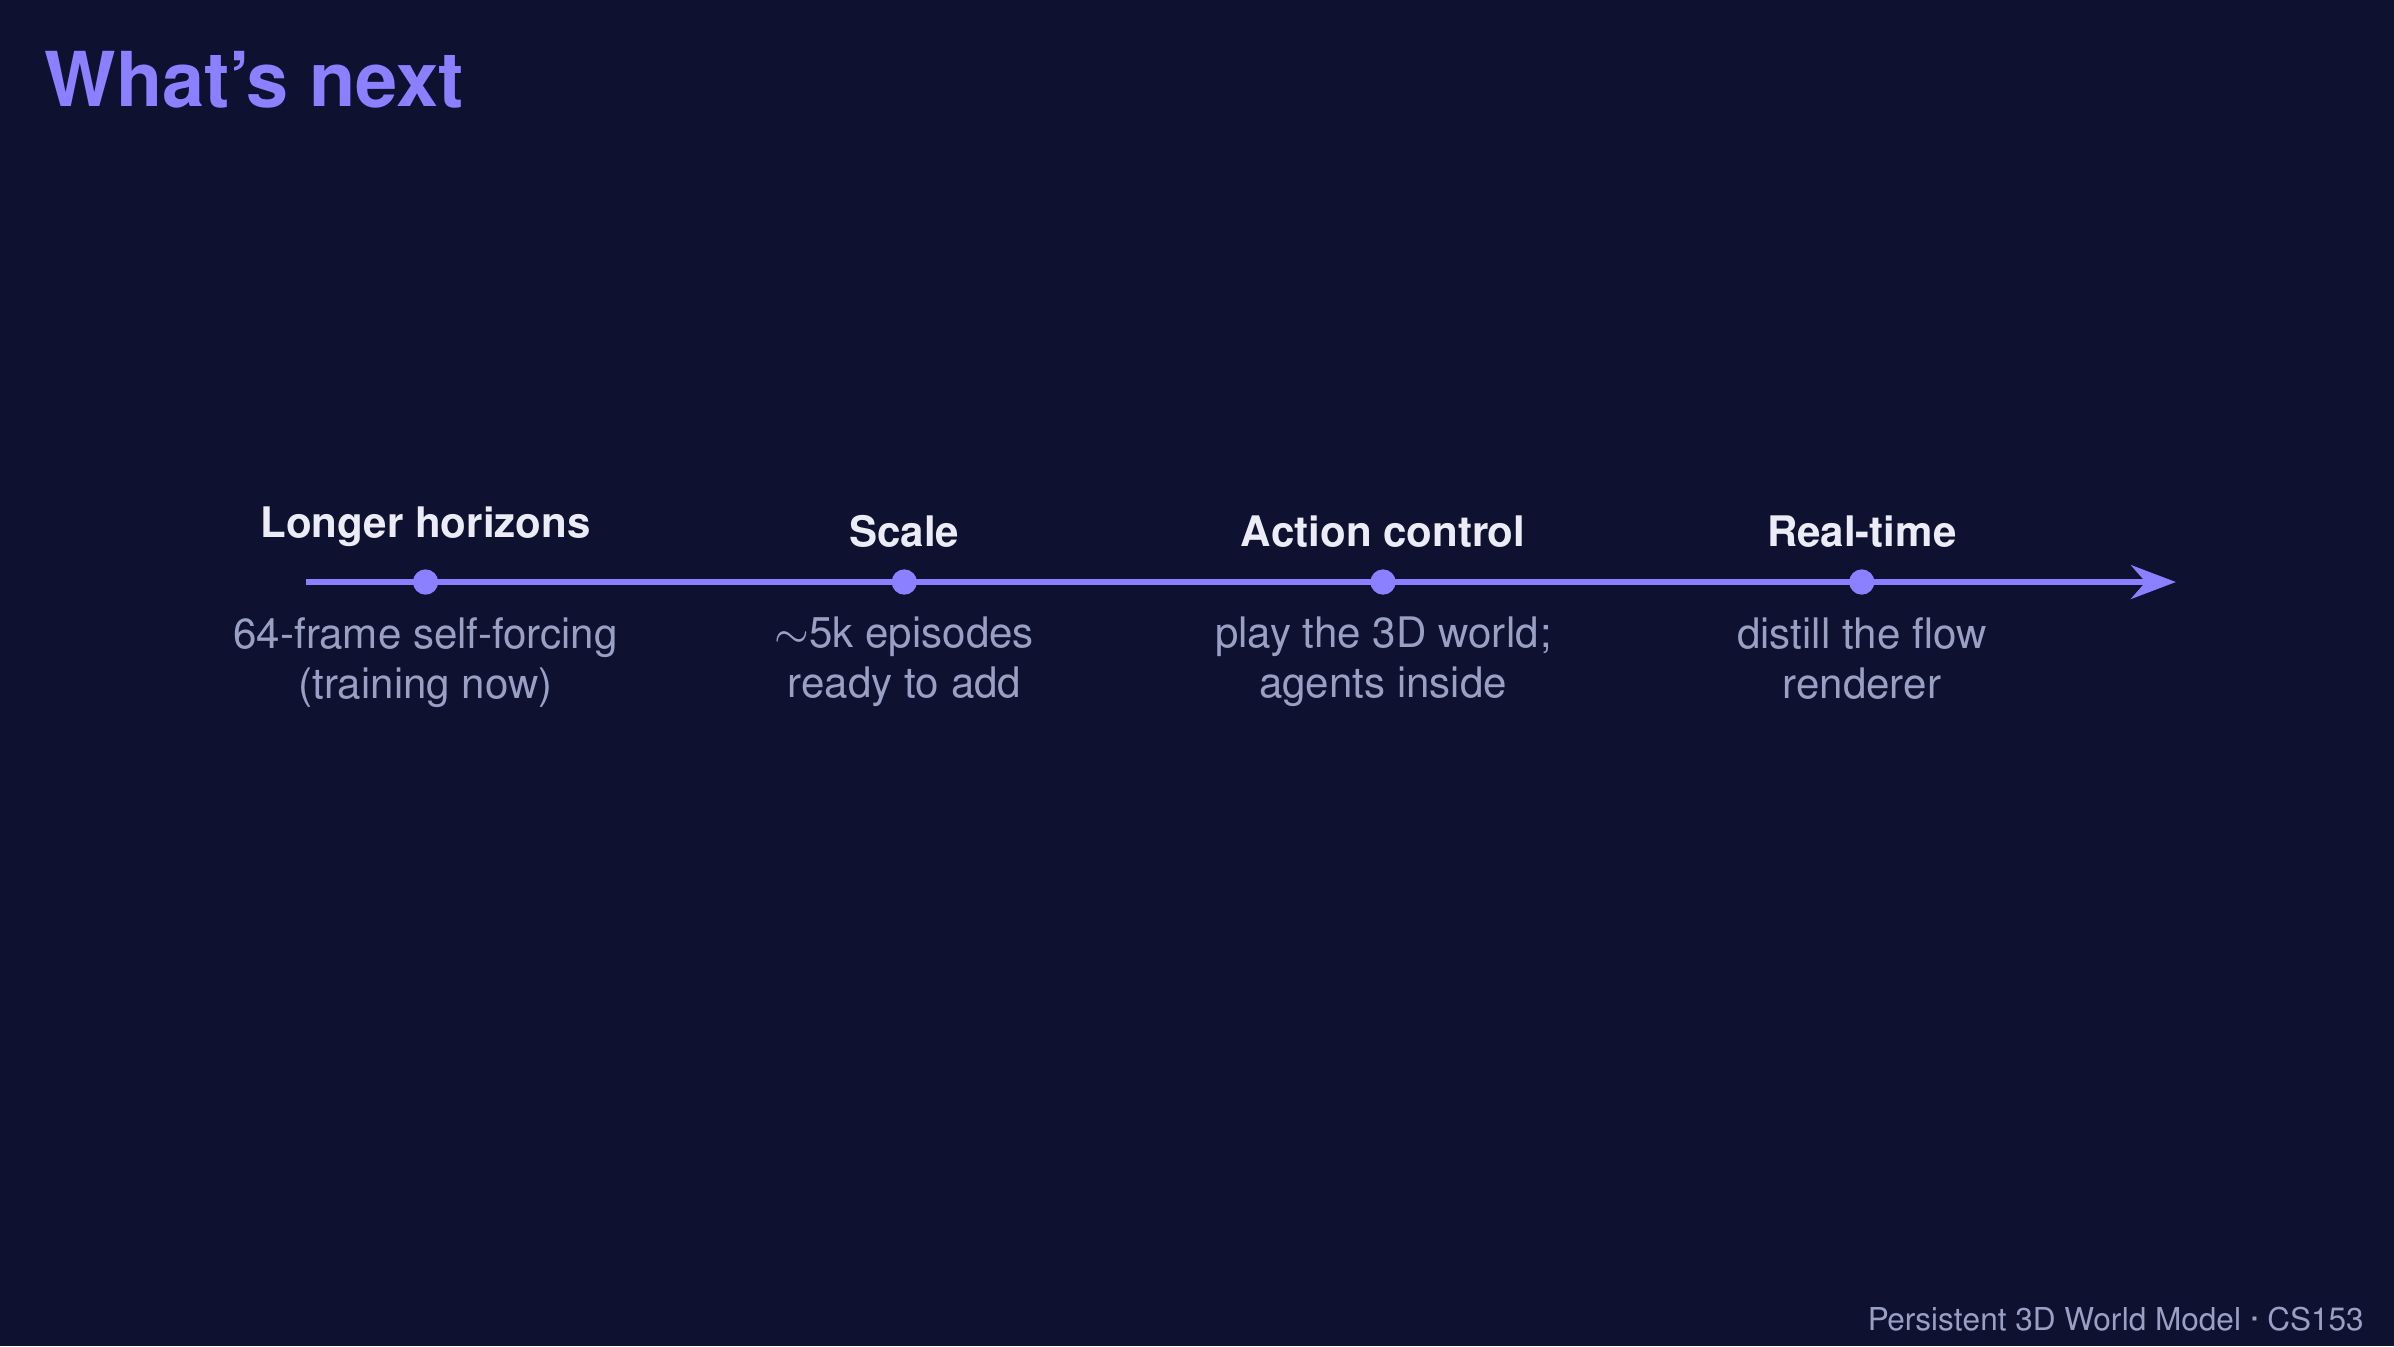 What’s next
Longer horizons
64-frame self-forcing
(training now)
Scale
∼5k episodes
ready to add
Action control
play the 3D world;
agents inside
Real-time
distill the flow
renderer
Persistent 3D World Model · CS153